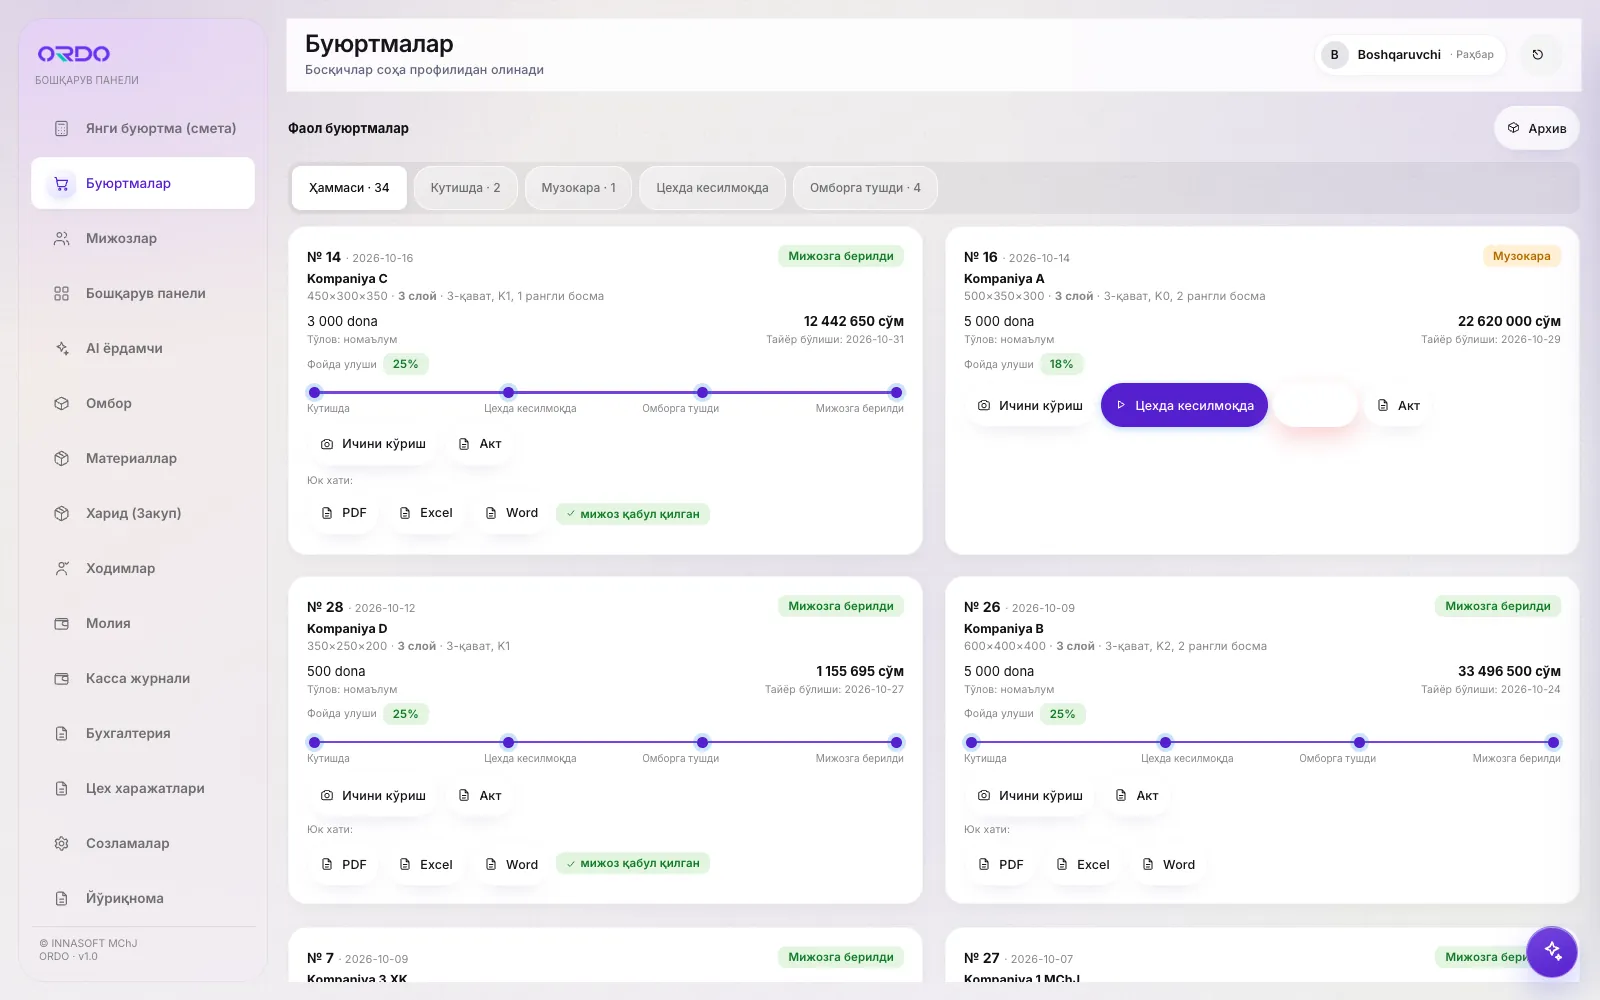 ORDO
БОШҚАРУВ ПАНЕЛИ
Янги буюртма (смета)
Буюртмалар
Мижозлар
Бошқарув панели
AI ёрдамчи
Омбор
Материаллар
Харид (Закуп)
Ходимлар
Молия
Касса журнали
Бухгалтерия
Цех харажатлари
Созламалар
Йўриқнома
© INNASOFT MChJ
ORDO · v1.0
Буюртмалар
Босқичлар соҳа профилидан олинади
B Boshqaruvchi · Раҳбар
Фаол буюртмалар
Архив
Ҳаммаси · 34 Кутишда · 2 Музокара · 1 Цехда кесилмоқда Омборга тушди · 4
№ 14 · 2026-10-16 Мижозга берилди
Kompaniya C
450×300×350 · 3 слой · 3-қават, K1, 1 рангли босма
3 000 dona 12 442 650 сўм
Тўлов: номаълум Тайёр бўлиши: 2026-10-31
Фойда улуши 25%
Кутишда Цехда кесилмоқда Омборга тушди Мижозга берилди
Ичини кўриш Акт
Юк хати:
PDF Excel Word ✓ мижоз қабул қилган
№ 16 · 2026-10-14 Музокара
Kompaniya A
500×350×300 · 3 слой · 3-қават, K0, 2 рангли босма
5 000 dona 22 620 000 сўм
Тўлов: номаълум Тайёр бўлиши: 2026-10-29
Фойда улуши 18%
Ичини кўриш Цехда кесилмоқда Акт
№ 28 · 2026-10-12 Мижозга берилди
Kompaniya D
350×250×200 · 3 слой · 3-қават, K1
500 dona 1 155 695 сўм
Тўлов: номаълум Тайёр бўлиши: 2026-10-27
Фойда улуши 25%
Кутишда Цехда кесилмоқда Омборга тушди Мижозга берилди
Ичини кўриш Акт
Юк хати:
PDF Excel Word ✓ мижоз қабул қилган
№ 26 · 2026-10-09 Мижозга берилди
Kompaniya B
600×400×400 · 3 слой · 3-қават, K2, 2 рангли босма
5 000 dona 33 496 500 сўм
Тўлов: номаълум Тайёр бўлиши: 2026-10-24
Фойда улуши 25%
Кутишда Цехда кесилмоқда Омборга тушди Мижозга берилди
Ичини кўриш Акт
Юк хати:
PDF Excel Word
№ 7 · 2026-10-09 Мижозга берилди
Kompaniya 3 XK
№ 27 · 2026-10-07 Мижозга бери
Kompaniya 1 MChJ